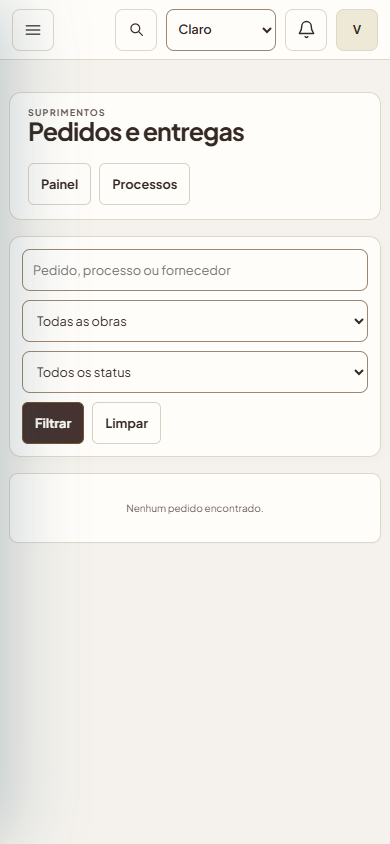 Claro
V
SUPRIMENTOS
Pedidos e entregas
Painel
Processos
Pedido, processo ou fornecedor
Todas as obras
Todos os status
Filtrar
Limpar
Nenhum pedido encontrado.